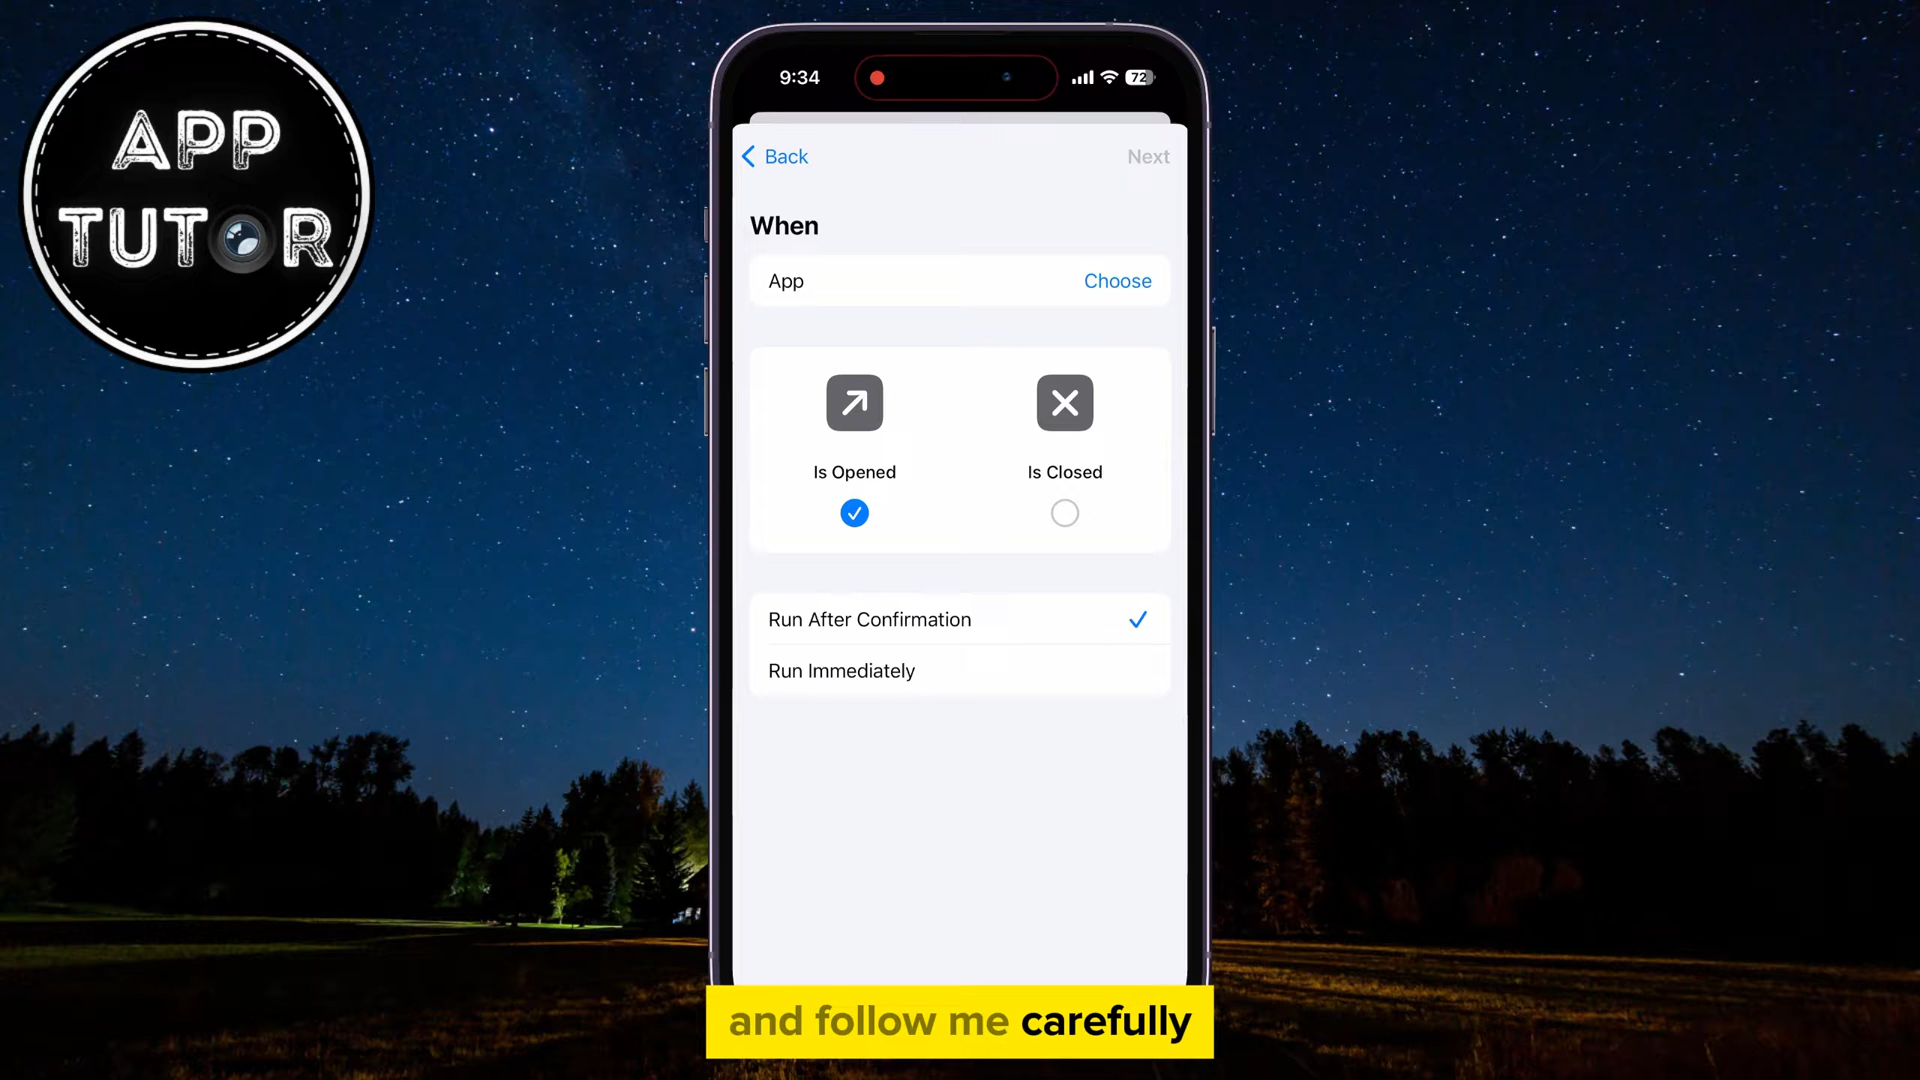 APP
TUTOR
9:34
72
Back
Next
When
App
Choose
Is Opened
Is Closed
Run After Confirmation
Run Immediately
and follow me carefully